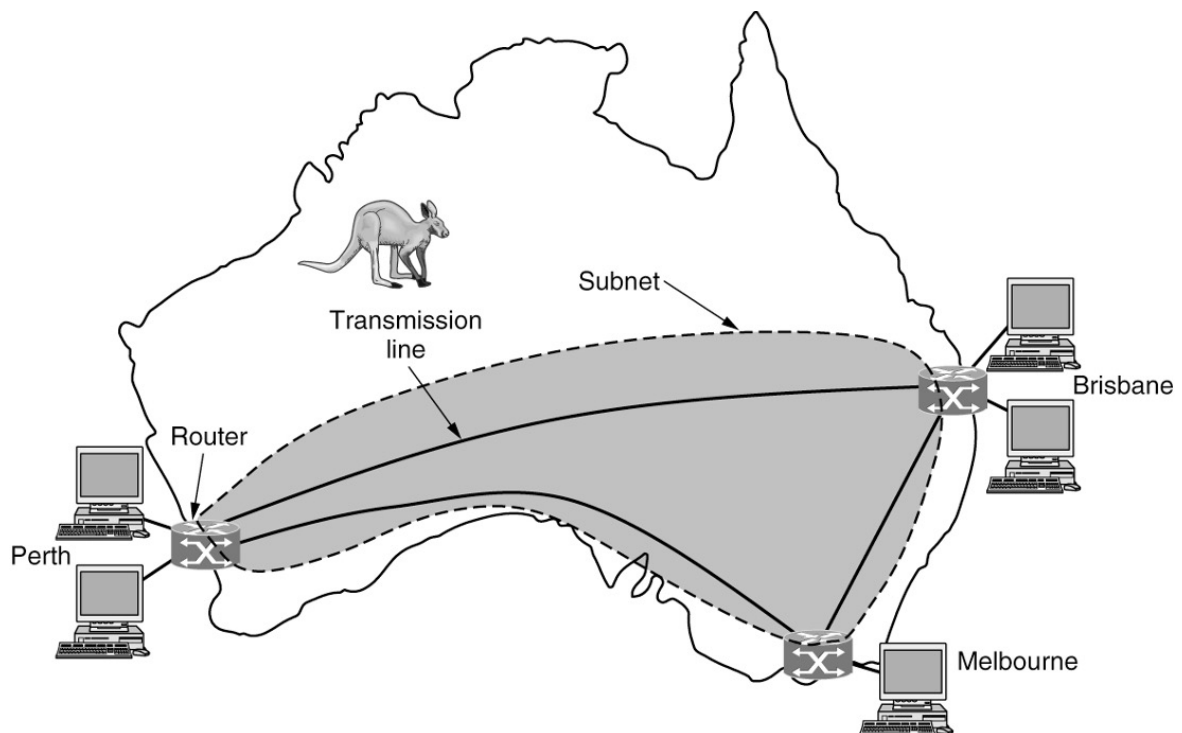 Subnet
Transmission
line
Brisbane
Router
Perth
Melbourne